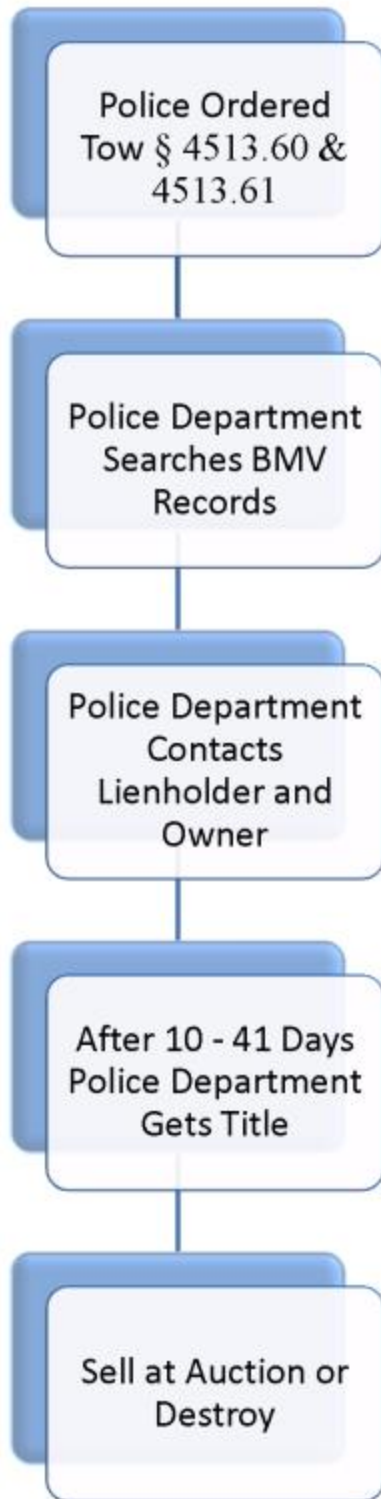 Police Ordered
Tow § 4513.60 &
4513.61
Police Department
Searches BMV
Records
Police Department
Contacts
Lienholder and
Owner
After 10 - 41 Days
Police Department
Gets Title
Sell at Auction or
Destroy